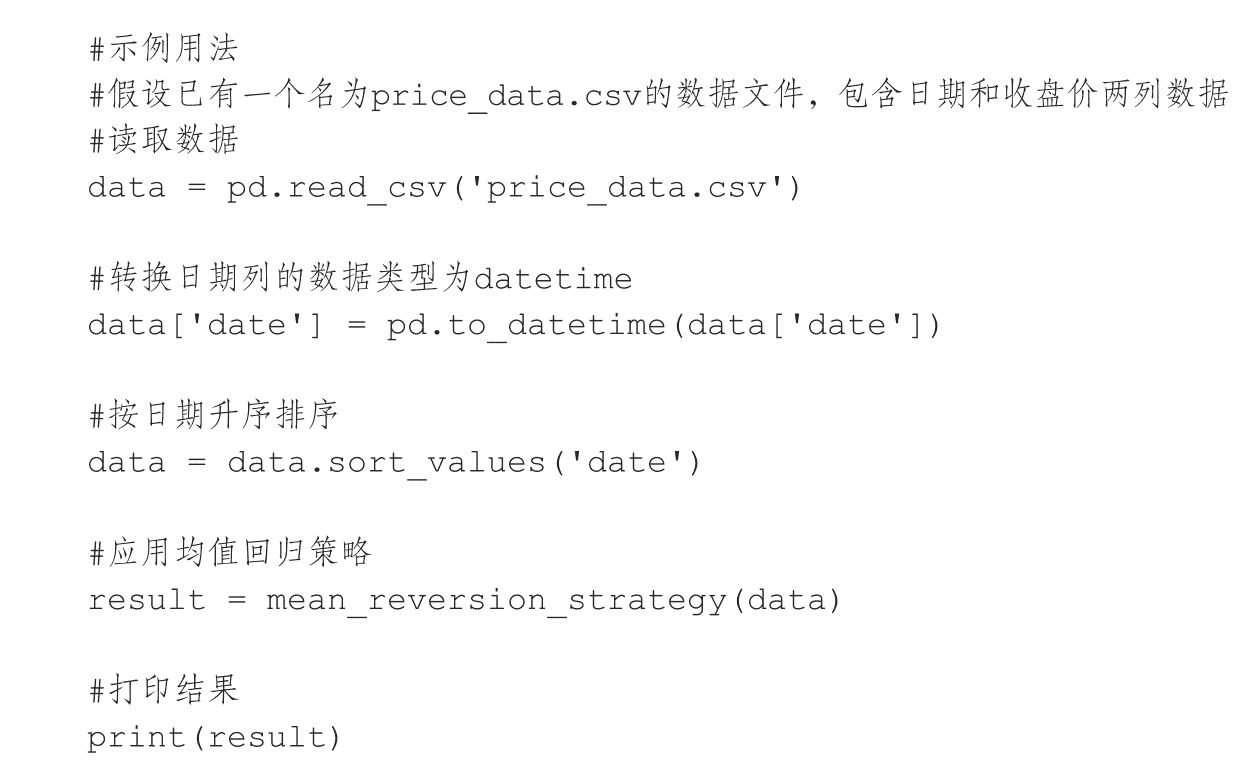 #示例用法
#假设已有一个名为price_data.csv的数据文件，包含日期和收盘价两列数据
#读取数据
data = pd.read_csv('price_data.csv')
#转换日期列的数据类型为datetime
data['date'] = pd.to_datetime(data['date'])
#按日期升序排序
data = data.sort_values('date')
#应用均值回归策略
result = mean_reversion_strategy(data)
#打印结果
print(result)